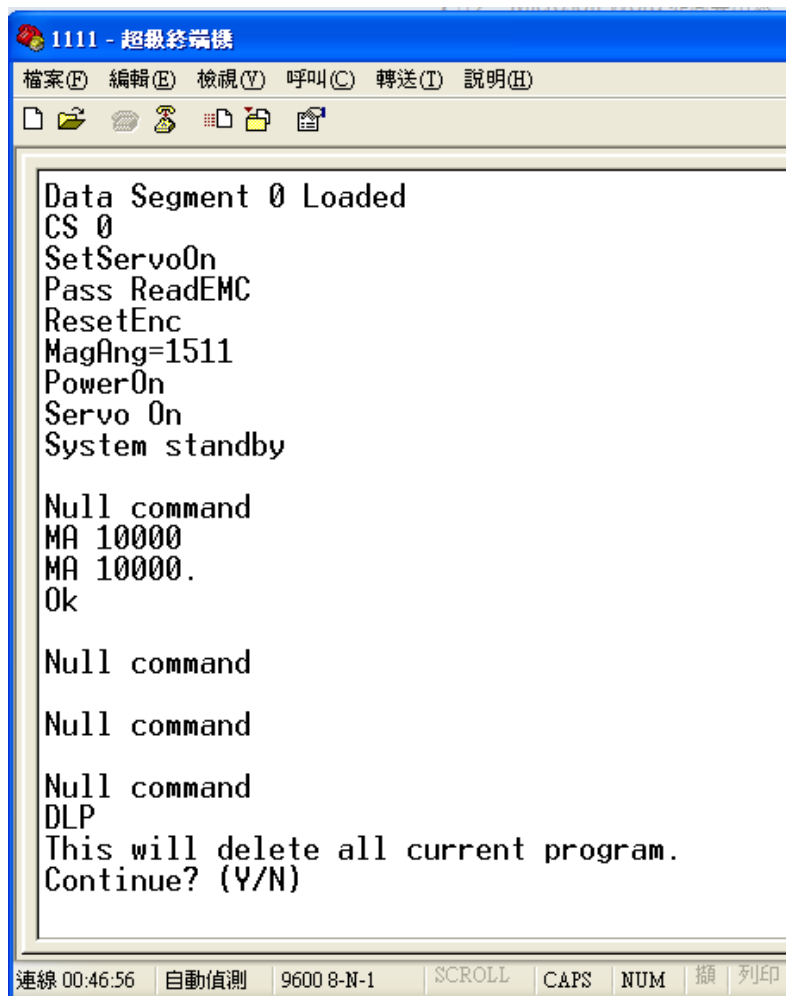 1111 - 超級終端機
檔案(F) 編輯(E) 檢視(V) 呼叫(C) 轉送(T) 說明(H)
Data Segment 0 Loaded
CS 0
SetServoOn
Pass ReadEMC
ResetEnc
MagAng=1511
PowerOn
Servo On
System standby
Null command
MA 10000
MA 10000.
Ok
Null command
Null command
Null command
DLP
This will delete all current program.
Continue? (Y/N)
連線 00:46:56 自動偵測 9600 8-N-1 SCROLL CAPS NUM 擷 列印